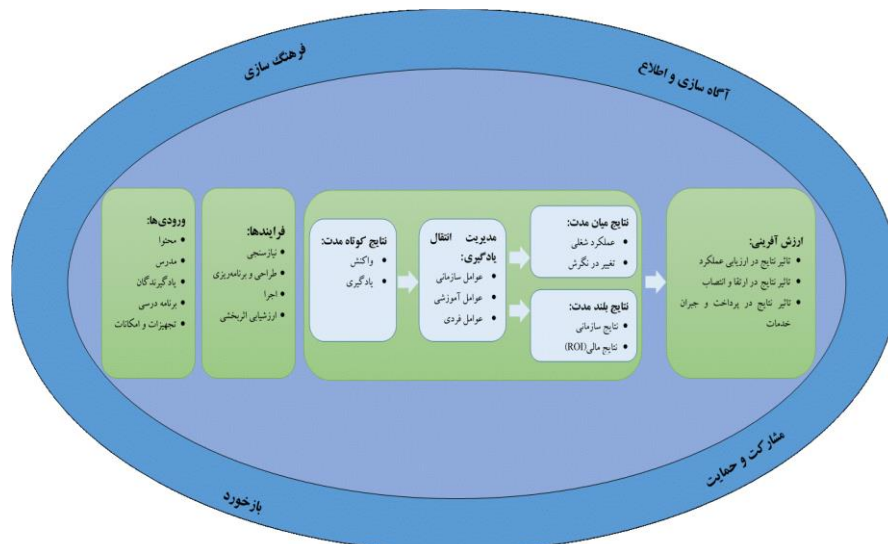 فرهنگ سازی
آگاه سازی و اطلاع
ورودی‌ها:
محتوا
مدرس
یادگیرندگان
برنامه درسی
تجهیزات و امکانات
فرایندها:
نیازسنجی
طراحی و برنامه‌ریزی
اجرا
ارزشیابی اثربخشی
نتایج کوتاه مدت:
واکنش
یادگیری
مدیریت انتقال
یادگیری:
عوامل سازمانی
عوامل آموزشی
عوامل فردی
نتایج میان مدت:
عملکرد شغلی
تغییر در نگرش
نتایج بلند مدت:
نتایج سازمانی
نتایج مالی(ROI)
ارزش آفرینی:
تاثیر نتایج در ارزیابی عملکرد
تاثیر نتایج در ارتقا و انتصاب
تاثیر نتایج در پرداخت و جبران
خدمات
بازخورد
مشارکت و حمایت